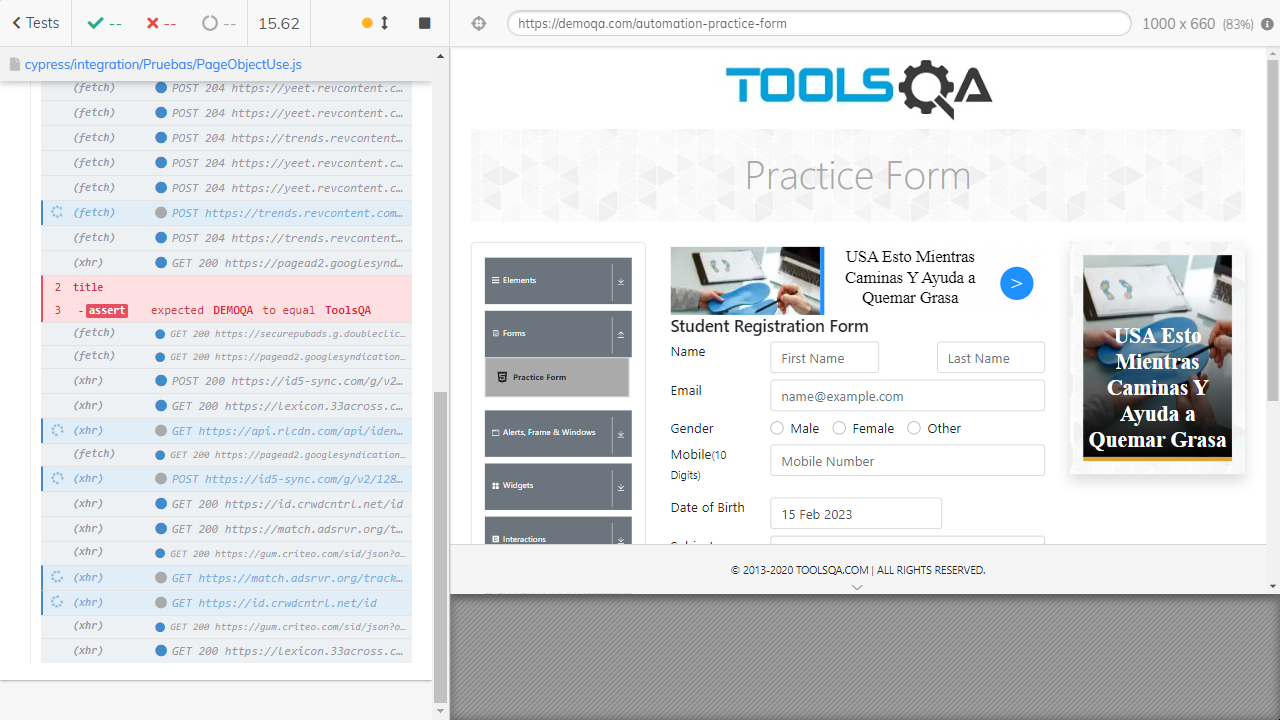 Tests
--
--
--
15.62
https://demoqa.com/automation-practice-form
1000 x 660 (83%)
cypress/integration/Pruebas/PageObjectUse.js
(fetch) POST 204 https://yeet.revcontent.c...
(fetch) POST 204 https://yeet.revcontent.c...
(fetch) POST 204 https://trends.revcontent...
(fetch) POST 204 https://yeet.revcontent.c...
(fetch) POST 204 https://yeet.revcontent.c...
(fetch) POST https://trends.revcontent.com...
(fetch) POST 204 https://trends.revcontent...
(fetch) GET 200 https://pagead2.googlesynd...
2 title
3 -assert expected DEMOQA to equal ToolsQA
(fetch) GET 200 https://securepubads.g.doubleclic...
(fetch) GET 200 https://pagead2.googlesyndication...
(xhr) POST 200 https://id5-sync.com/g/v2...
(xhr) GET 200 https://lexicon.33across.c...
(xhr) GET https://api.rlcdn.com/api/iden...
(fetch) GET 200 https://pagead2.googlesyndication...
(xhr) POST https://id5-sync.com/g/v2/128...
(xhr) GET 200 https://id.crwdcntrl.net/id
(xhr) GET 200 https://match.adsrvr.org/t...
(xhr) GET 200 https://gum.criteo.com/sid/json?o...
(xhr) GET https://match.adsrvr.org/track...
(xhr) GET https://id.crwdcntrl.net/id
(xhr) GET 200 https://gum.criteo.com/sid/json?o...
(xhr) GET 200 https://lexicon.33across.c...
TOOLSQA
Practice Form
Elements
Forms
Practice Form
Alerts, Frame & Windows
Widgets
Interactions
USA Esto Mientras
Caminas Y Ayuda a
Quemar Grasa
>
Student Registration Form
Name
First Name
Last Name
Email
name@example.com
Gender
Male
Female
Other
Mobile(10
Digits)
Mobile Number
Date of Birth
15 Feb 2023
USA Esto
Mientras
Caminas Y
Ayuda a
Quemar Grasa
© 2013-2020 TOOLSQA.COM | ALL RIGHTS RESERVED.